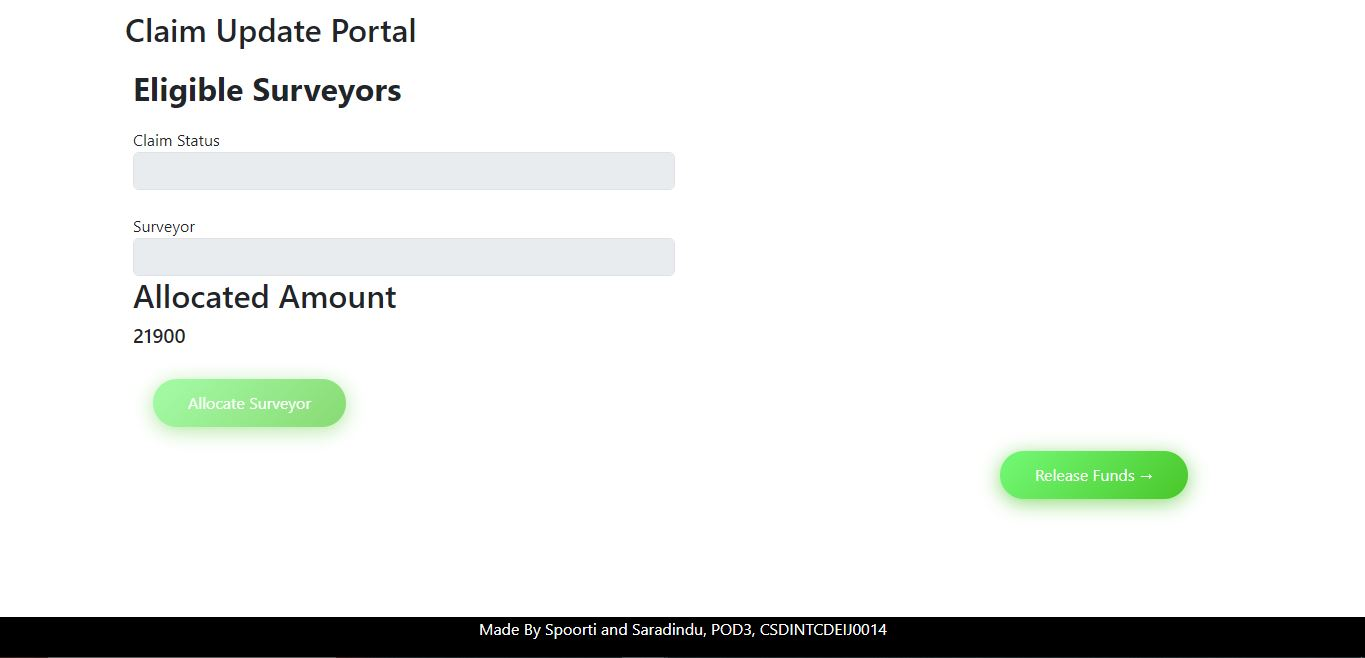 Claim Update Portal
Eligible Surveyors
Claim Status
Surveyor
Allocated Amount
21900
Allocate Surveyor
Release Funds →
Made By Spoorti and Saradindu, POD3, CSDINTCDEIJ0014